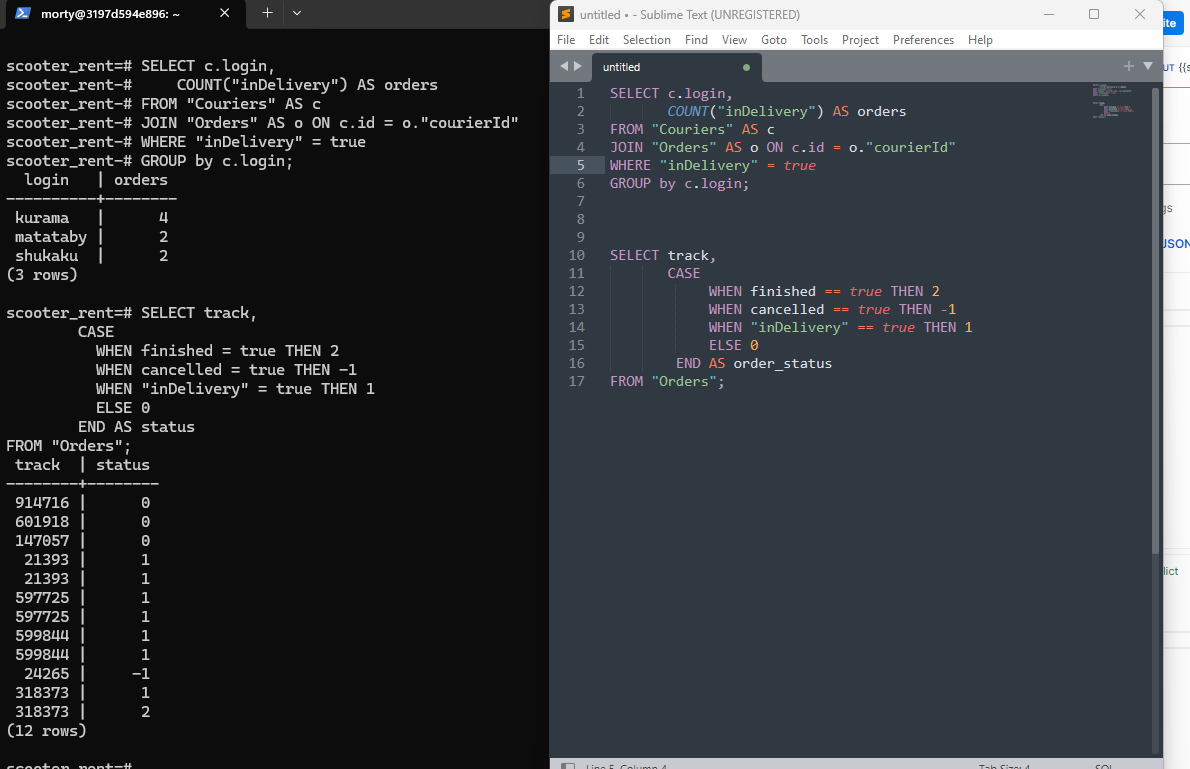 morty@3197d594e896: ~
scooter_rent=# SELECT c.login,
scooter_rent-#     COUNT("inDelivery") AS orders
scooter_rent-# FROM "Couriers" AS c
scooter_rent-# JOIN "Orders" AS o ON c.id = o."courierId"
scooter_rent-# WHERE "inDelivery" = true
scooter_rent-# GROUP by c.login;
  login   | orders
----------+--------
 kurama   |      4
 matataby |      2
 shukaku  |      2
(3 rows)
scooter_rent=# SELECT track,
        CASE
          WHEN finished = true THEN 2
          WHEN cancelled = true THEN -1
          WHEN "inDelivery" = true THEN 1
          ELSE 0
        END AS status
FROM "Orders";
 track  | status
--------+--------
 914716 |      0
 601918 |      0
 147057 |      0
  21393 |      1
  21393 |      1
 597725 |      1
 597725 |      1
 599844 |      1
 599844 |      1
  24265 |     -1
 318373 |      1
 318373 |      2
(12 rows)
scooter_rent=#
untitled • - Sublime Text (UNREGISTERED)
File Edit Selection Find View Goto Tools Project Preferences Help
untitled
1 SELECT c.login,
2        COUNT("inDelivery") AS orders
3 FROM "Couriers" AS c
4 JOIN "Orders" AS o ON c.id = o."courierId"
5 WHERE "inDelivery" = true
6 GROUP by c.login;
7
8
9
10 SELECT track,
11        CASE
12             WHEN finished == true THEN 2
13             WHEN cancelled == true THEN -1
14             WHEN "inDelivery" == true THEN 1
15             ELSE 0
16         END AS order_status
17 FROM "Orders";
Line 5, Column 4 Tab Size: 4 SQL
ite
UT {{s
gs
JSON
lict